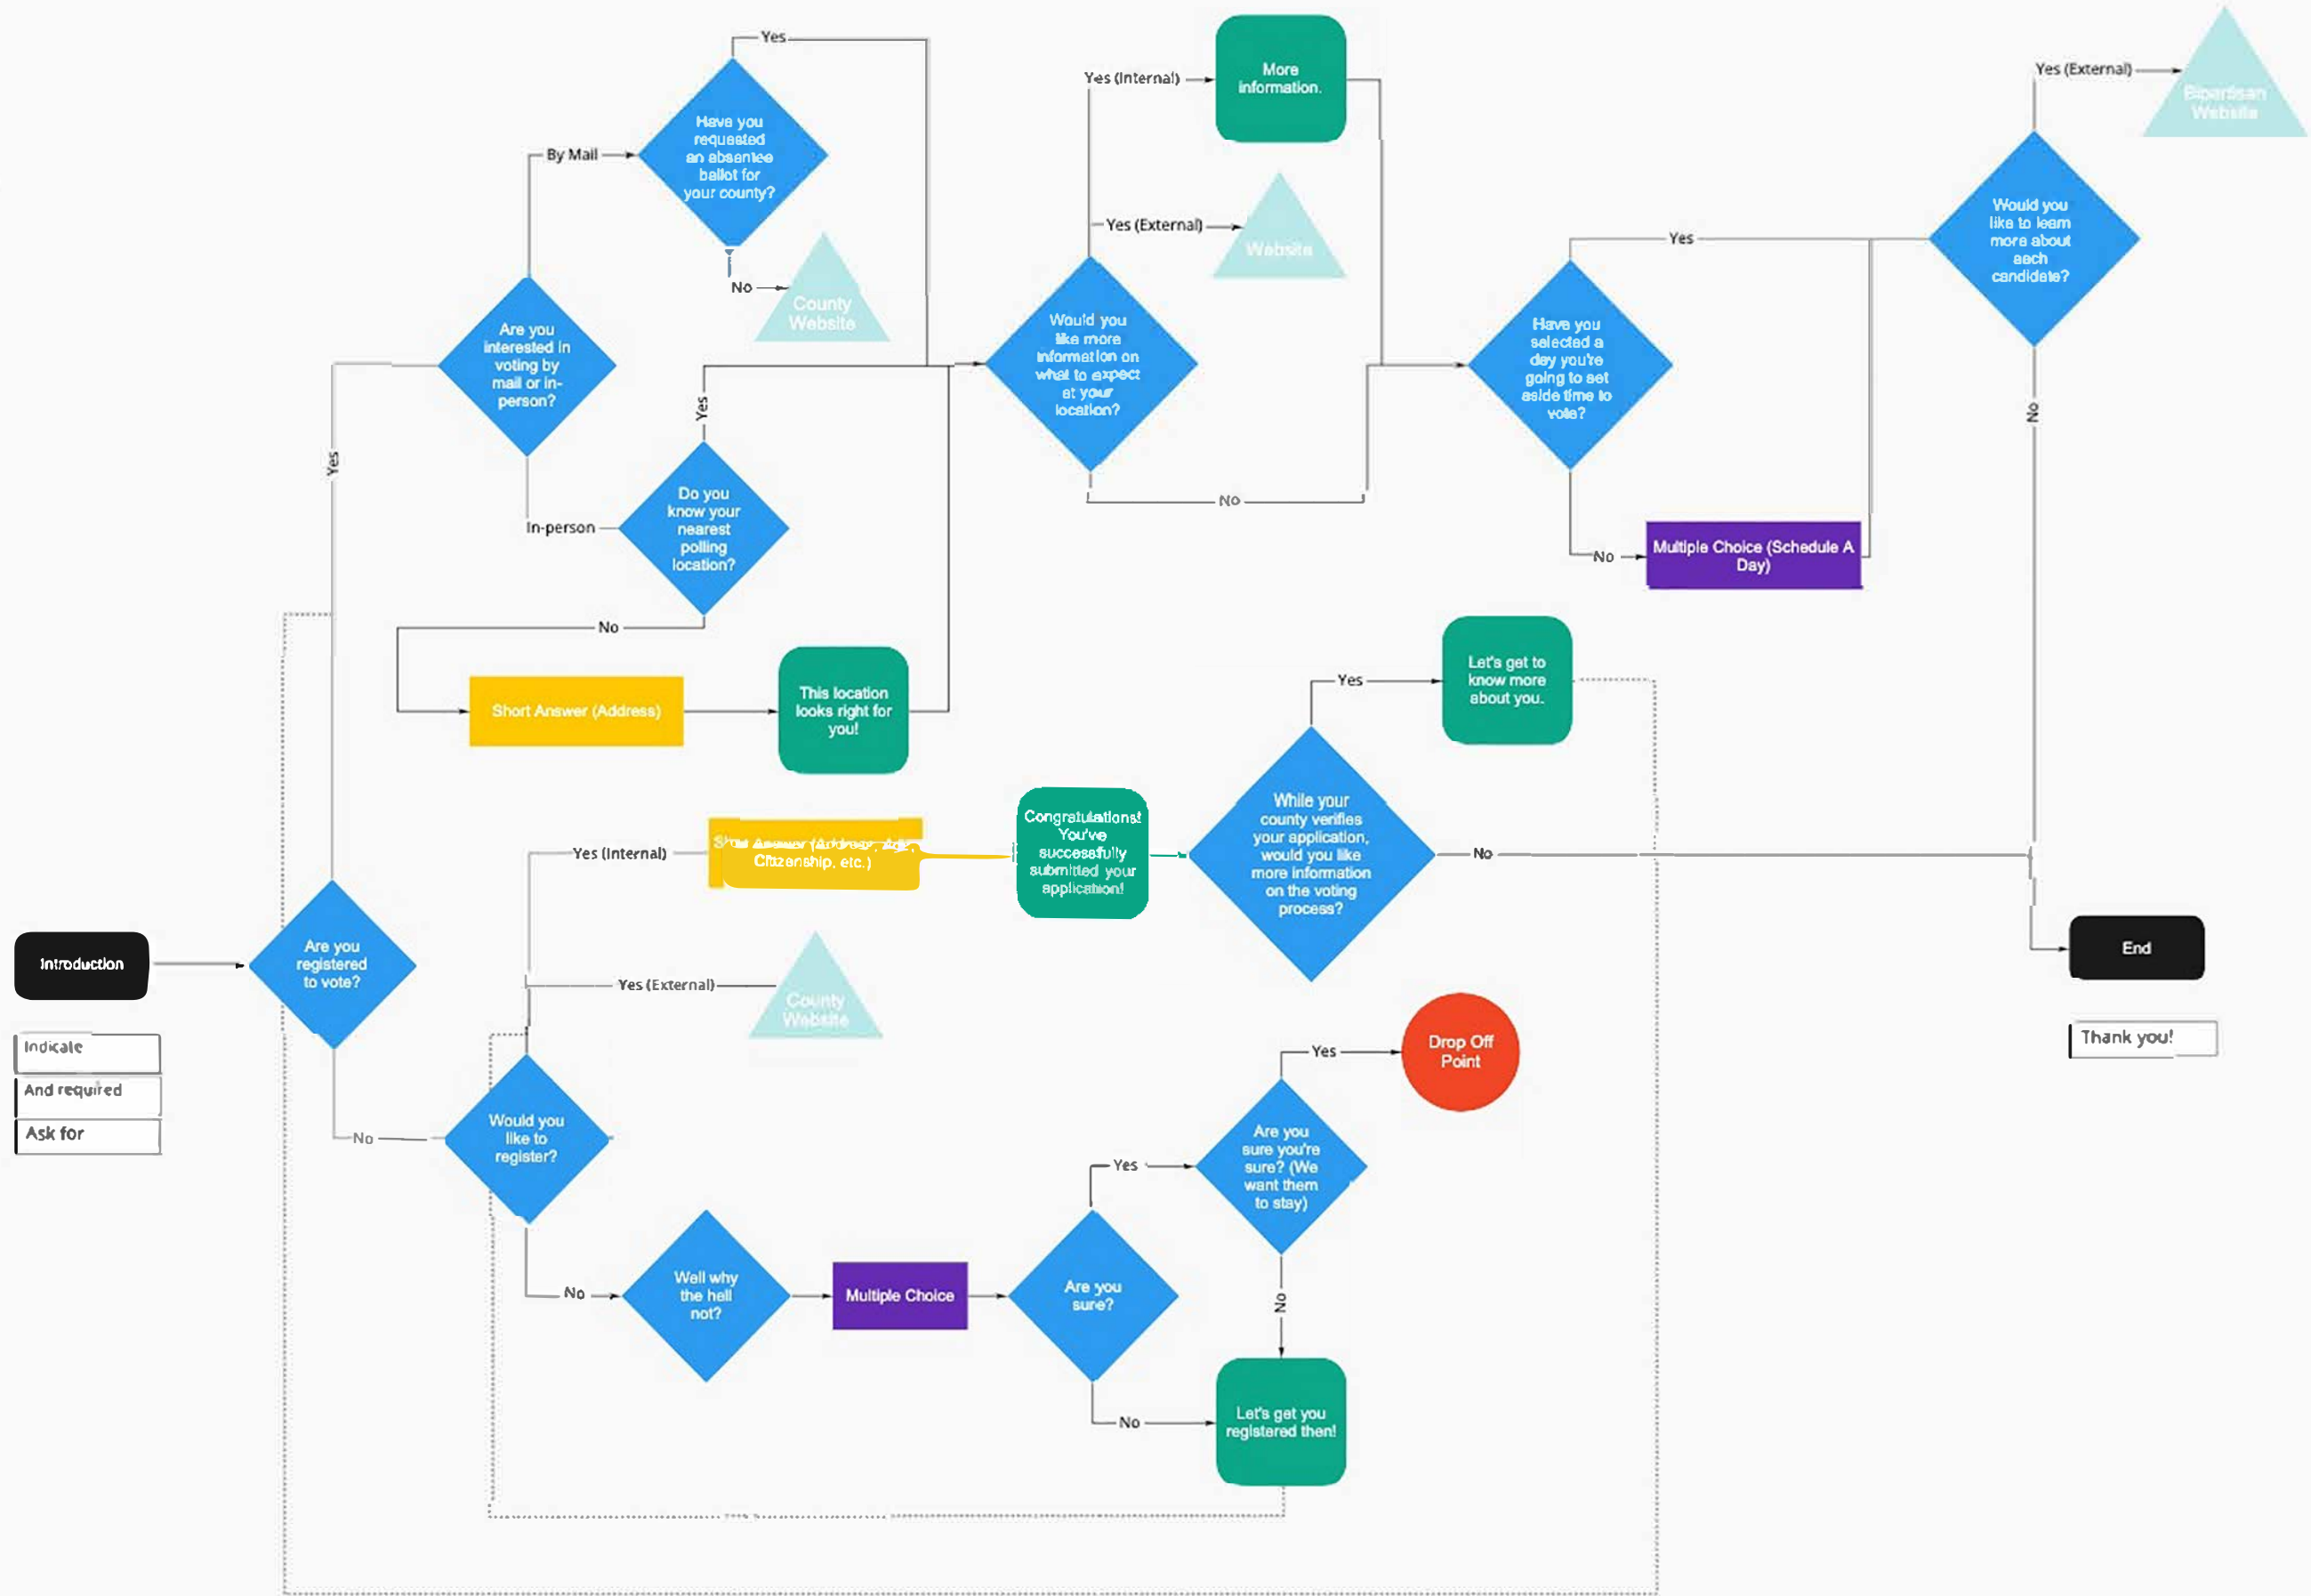 Yes
Have you
requested
an absentee
ballot for
your county?
By Mail
No
County
Website
Are you
interested in
voting by
mail or in-
person?
In-person
Yes
Do you
know your
nearest
polling
location?
No
Short Answer (Address)
This location
looks right for
you!
Yes
Yes (Internal)
More
information.
Yes (External)
Website
Would you
like more
information on
what to expect
at your
location?
No
Yes
Have you
selected a
day you're
going to set
aside time to
vote?
No
Multiple Choice (Schedule A
Day)
Yes (External)
Bipartisan
Website
Would you
like to learn
more about
each
candidate?
No
Yes
Let's get to
know more
about you.
Yes (Internal)
Short Answer (Address, Age,
Citizenship, etc.)
Congratulations!
You've
successfully
submitted your
application!
While your
county verifies
your application,
would you like
more information
on the voting
process?
No
Introduction
Are you
registered
to vote?
Yes (External)
County
Website
End
Indicate
And required
Ask for
Thank you!
No
Would you
like to
register?
Yes
Drop Off
Point
Are you
sure you're
sure? (We
want them
to stay)
Yes
No
Well why
the hell
not?
Multiple Choice
Are you
sure?
No
No
Let's get you
registered then!